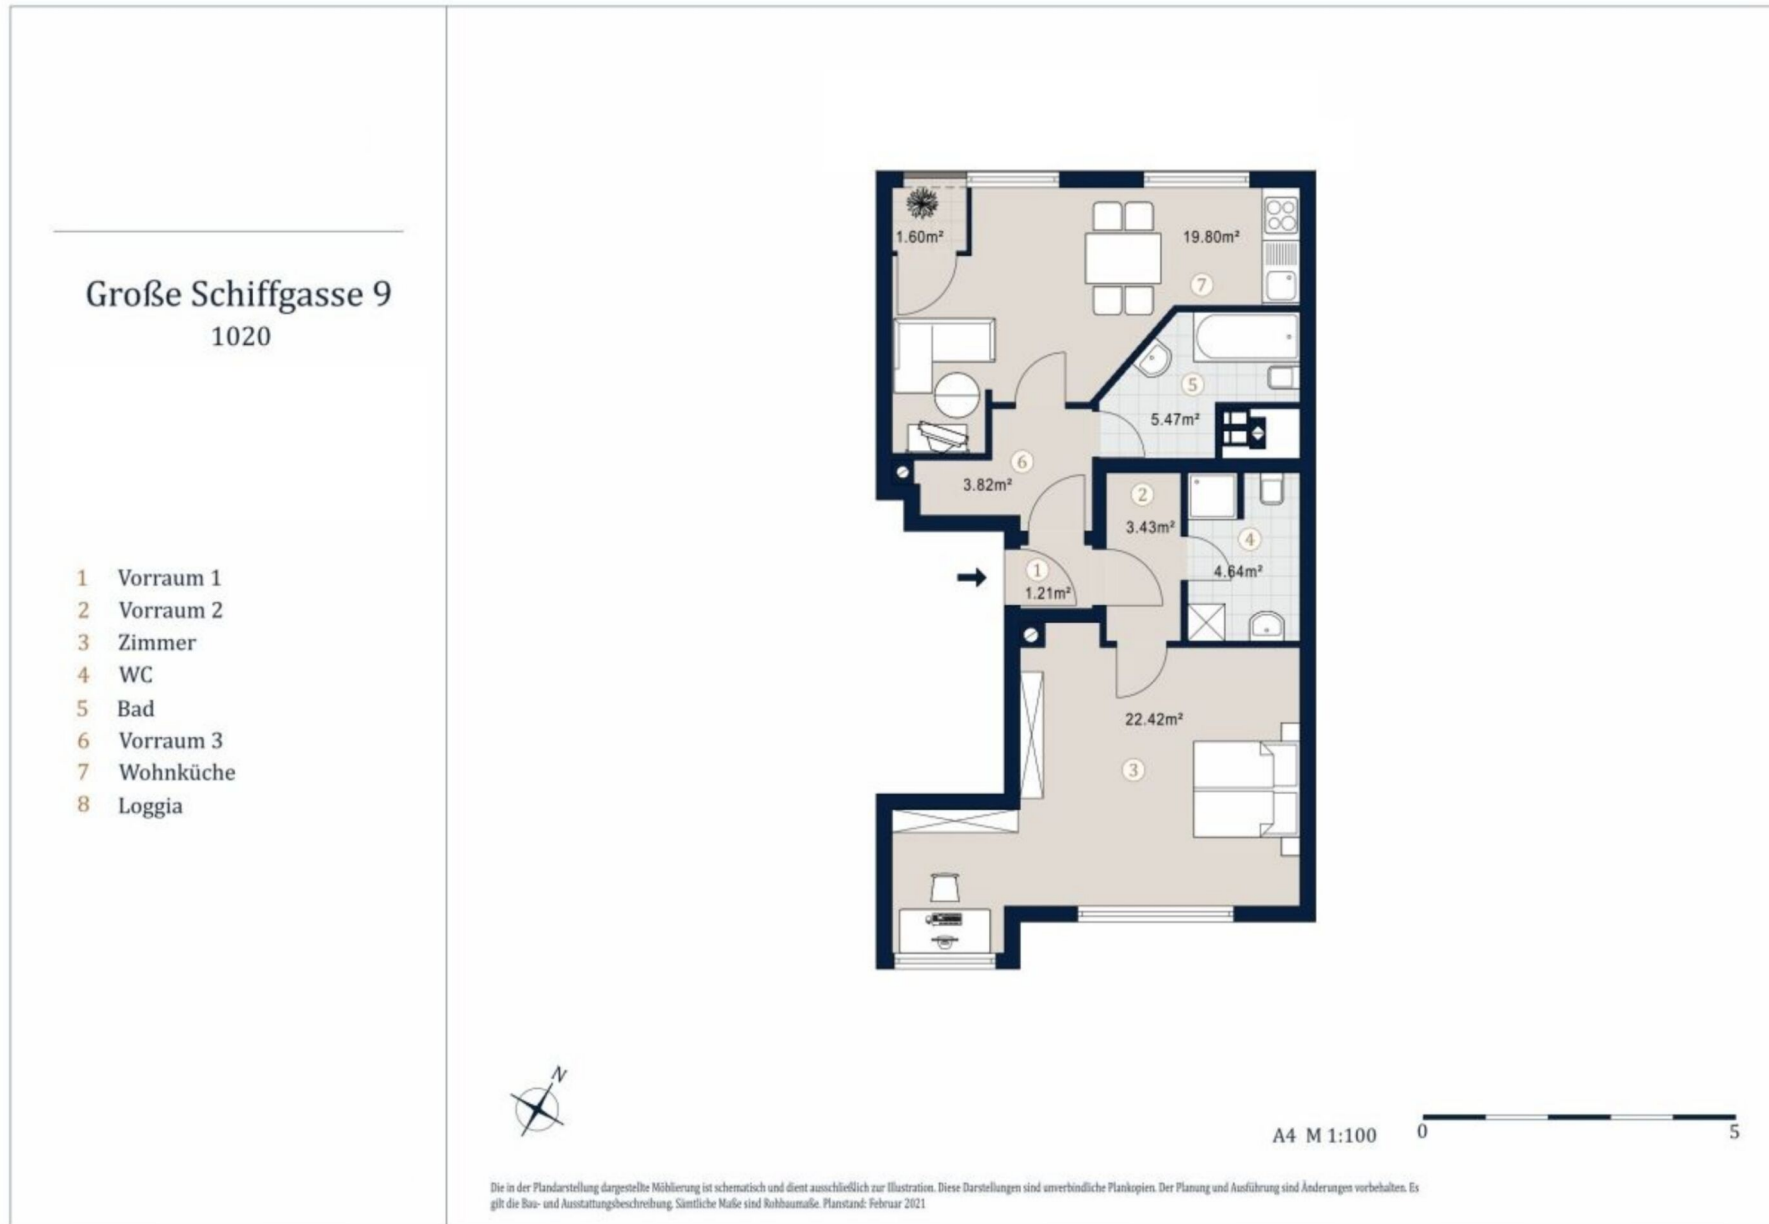 Große Schiffgasse 9
1020
1 Vorraum 1
2 Vorraum 2
3 Zimmer
4 WC
5 Bad
6 Vorraum 3
7 Wohnküche
8 Loggia
1.60m²
19.80m²
7
5
5.47m²
6
3.82m²
2
3.43m²
4
4.64m²
1
1.21m²
22.42m²
3
N
A4 M 1:100
0 5
Die in der Plandarstellung dargestellte Möblierung ist schematisch und dient ausschließlich zur Illustration. Diese Darstellungen sind unverbindliche Plankopien. Der Planung und Ausführung sind Änderungen vorbehalten. Es
gilt die Bau- und Ausstattungsbeschreibung. Sämtliche Maße sind Rohbaumaße. Planstand: Februar 2021